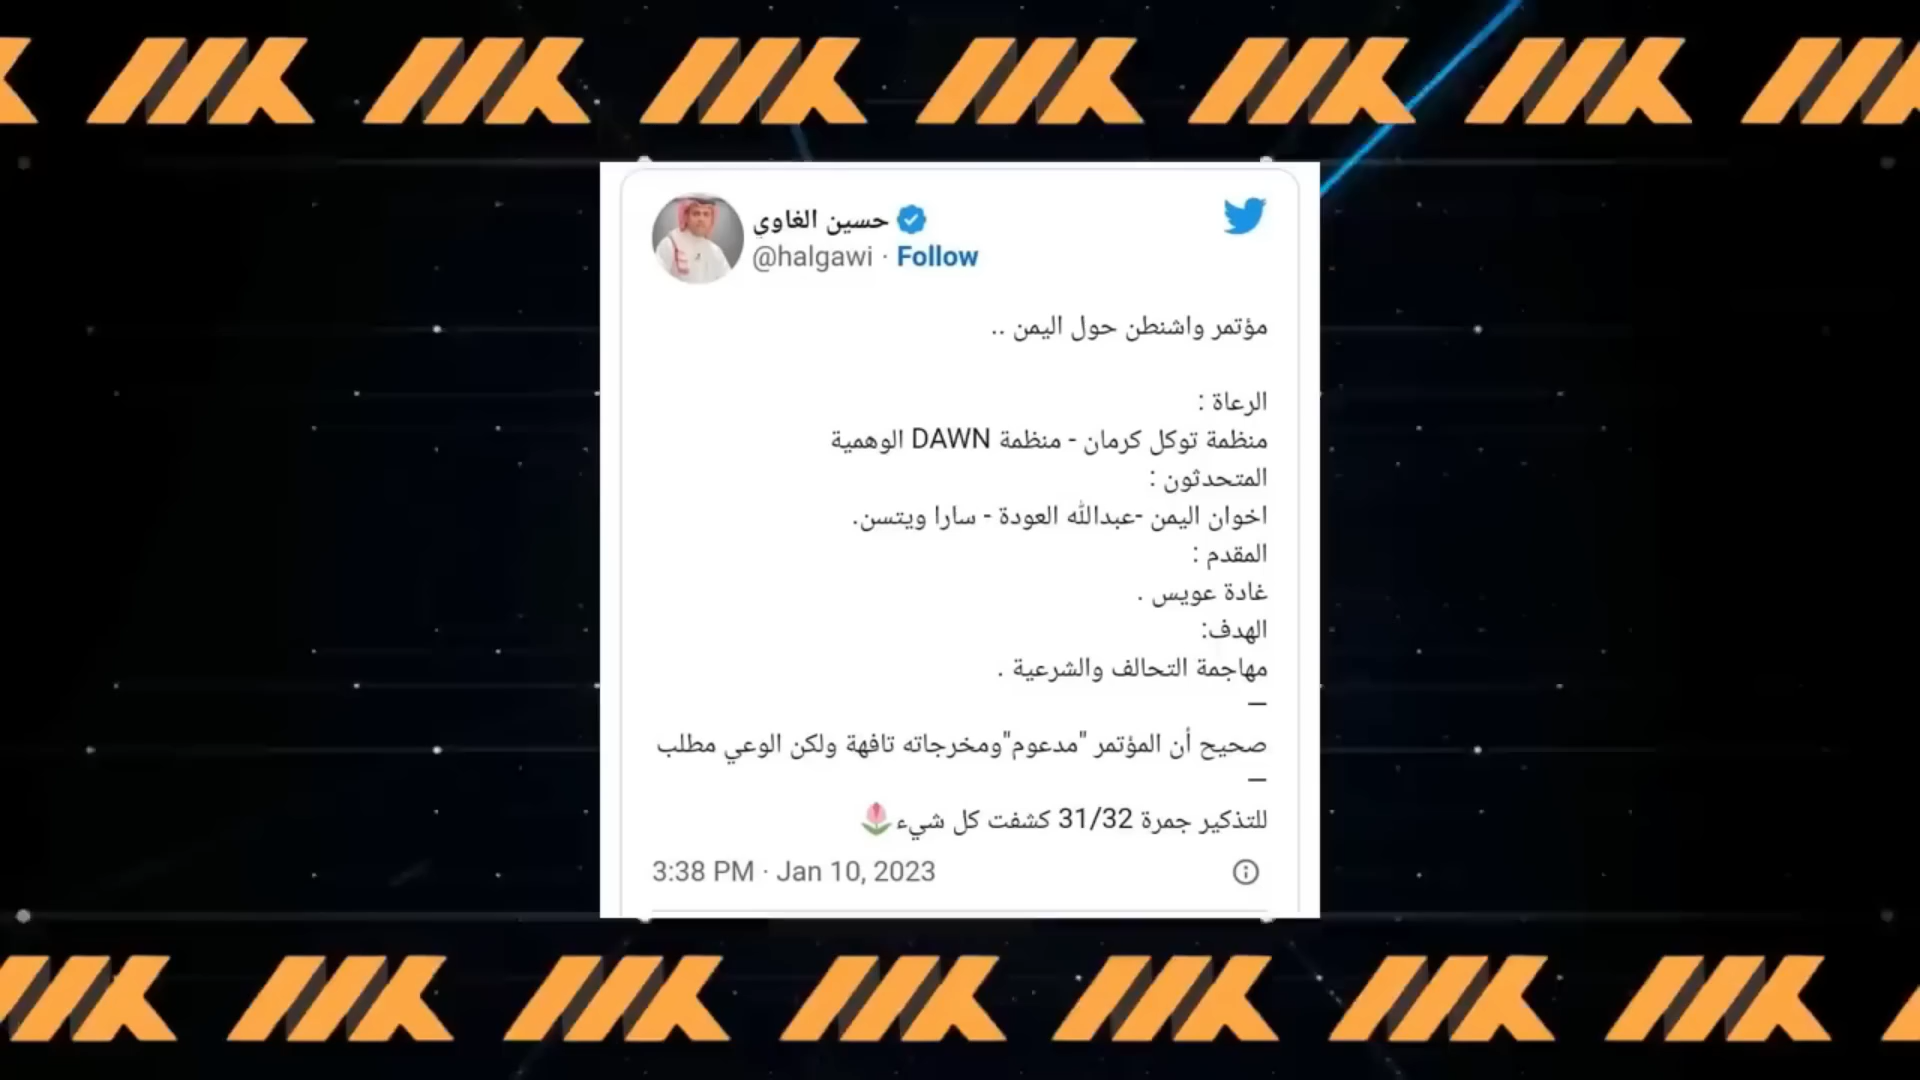 حسين الغاوي
@halgawi · Follow
مؤتمر واشنطن حول اليمن ..
الرعاة :
منظمة توكل كرمان - منظمة DAWN الوهمية
المتحدثون :
اخوان اليمن -عبدالله العودة - سارا ويتسن.
المقدم :
غادة عويس .
الهدف:
مهاجمة التحالف والشرعية .
—
صحيح أن المؤتمر "مدعوم"ومخرجاته تافهة ولكن الوعي مطلب
—
للتذكير جمرة 31/32 كشفت كل شيء🌷
3:38 PM · Jan 10, 2023